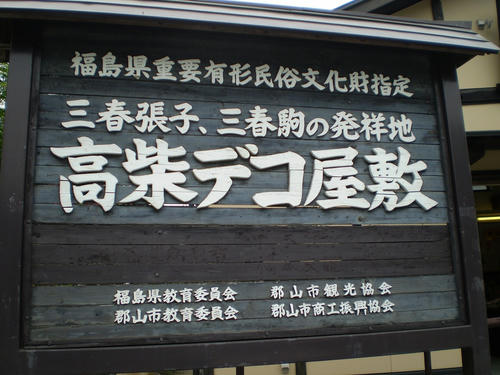 福島県重要有形民俗文化財指定
三春張子、三春駒の発祥地
高柴デコ屋敷
福島県教育委員会 郡山市観光協会
郡山市教育委員会 郡山市商工振興協会